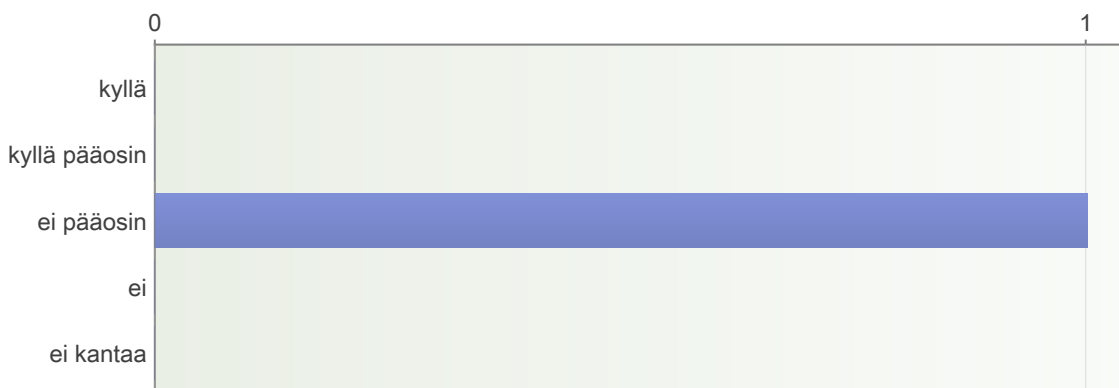 0 1
kyllä
kyllä pääosin
ei pääosin
ei
ei kantaa